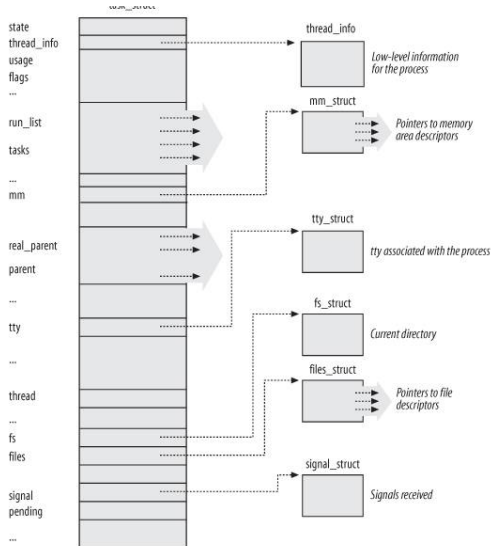 task_struct
state
thread_info
usage
flags
...
run_list
tasks
...
mm
real_parent
parent
...
tty
...
thread
...
fs
files
signal
pending
...
thread_info
Low-level information
for the process
mm_struct
Pointers to memory
area descriptors
tty_struct
tty associated with the process
fs_struct
Current directory
files_struct
Pointers to file
descriptors
signal_struct
Signals received